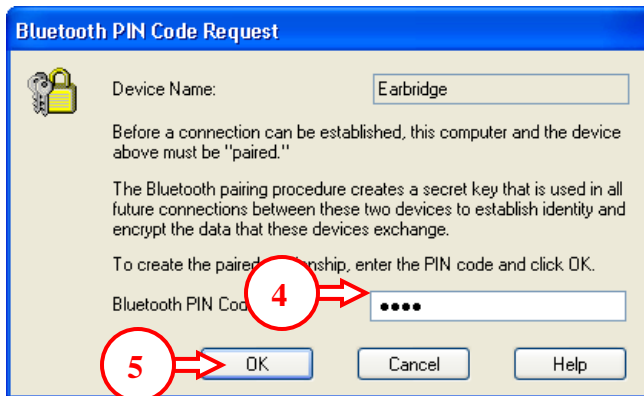 Bluetooth PIN Code Request
Device Name: Earbridge
Before a connection can be established, this computer and the device
above must be "paired."
The Bluetooth pairing procedure creates a secret key that is used in all
future connections between these two devices to establish identity and
encrypt the data that these devices exchange.
To create the paired relationship, enter the PIN code and click OK.
Bluetooth PIN Cod 4 ●●●●
5 OK Cancel Help